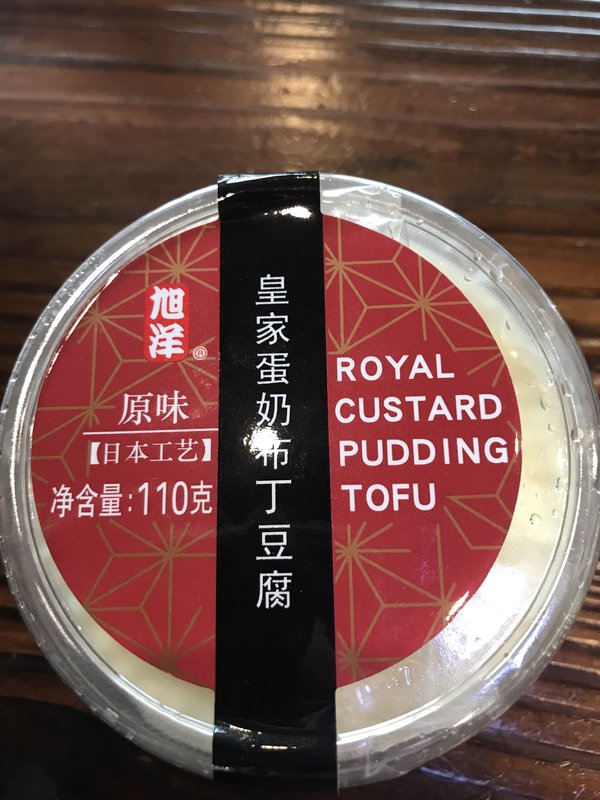 旭洋®
原味
【日本工艺】
净含量:110克
皇家蛋奶布丁豆腐
ROYAL
CUSTARD
PUDDING
TOFU